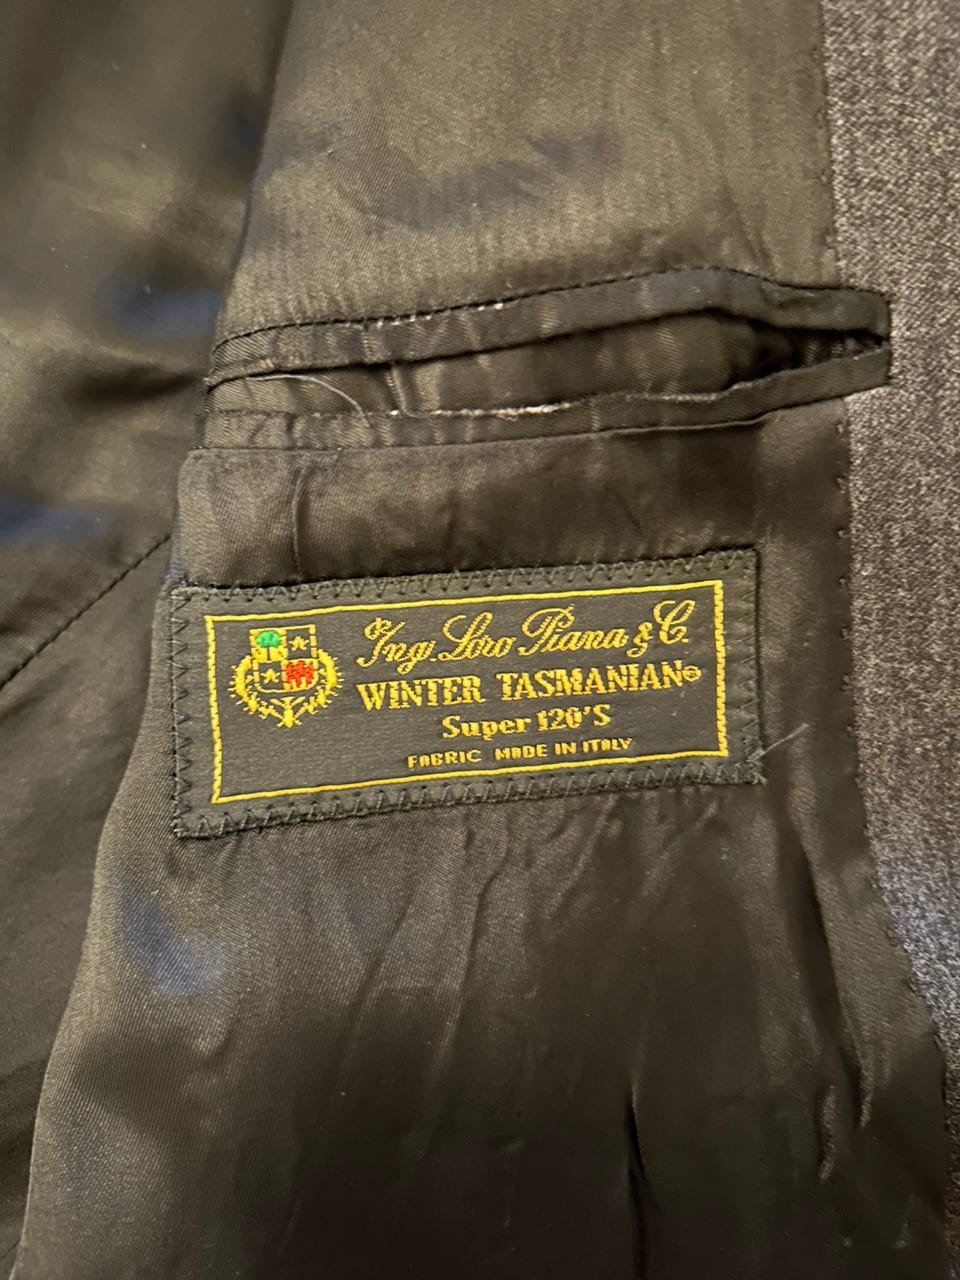 Ing. Loro Piana & C.
WINTER TASMANIAN®
Super 120'S
FABRIC MADE IN ITALY